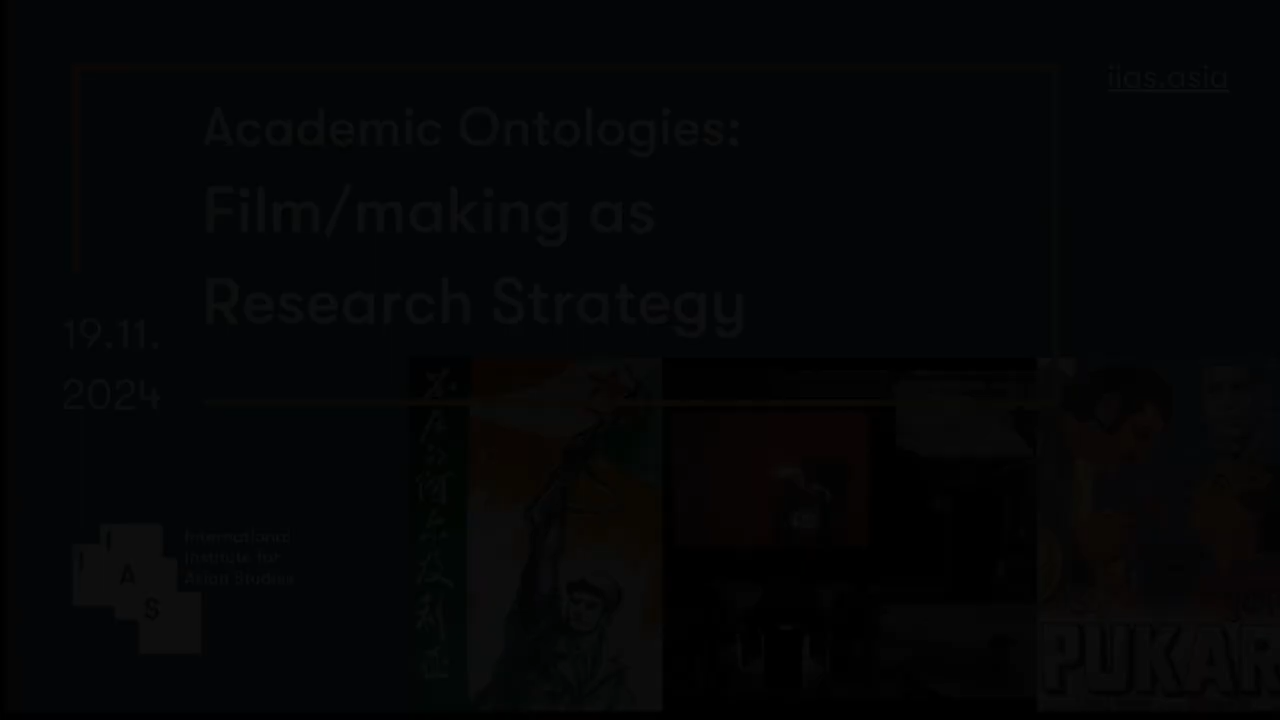 iias.asia
Academic Ontologies:
Film/making as
Research Strategy
19.11.
2024
International
Institute for
Asian Studies
I
A
S
PUKAR